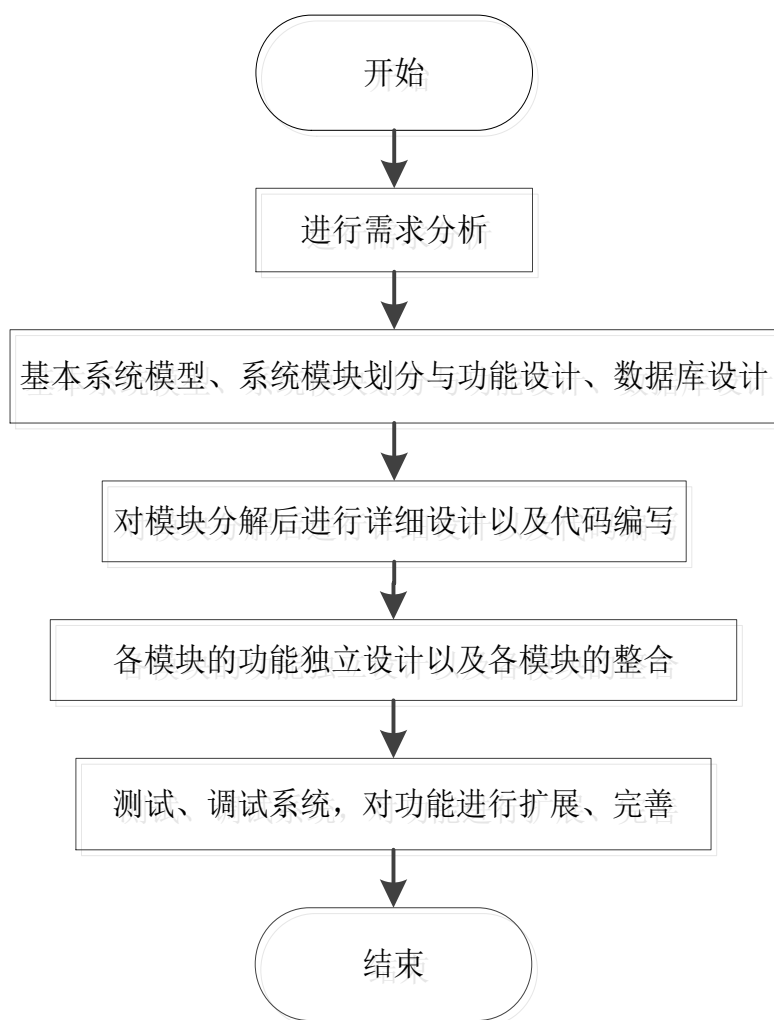 开始
进行需求分析
基本系统模型、系统模块划分与功能设计、数据库设计
对模块分解后进行详细设计以及代码编写
各模块的功能独立设计以及各模块的整合
测试、调试系统，对功能进行扩展、完善
结束